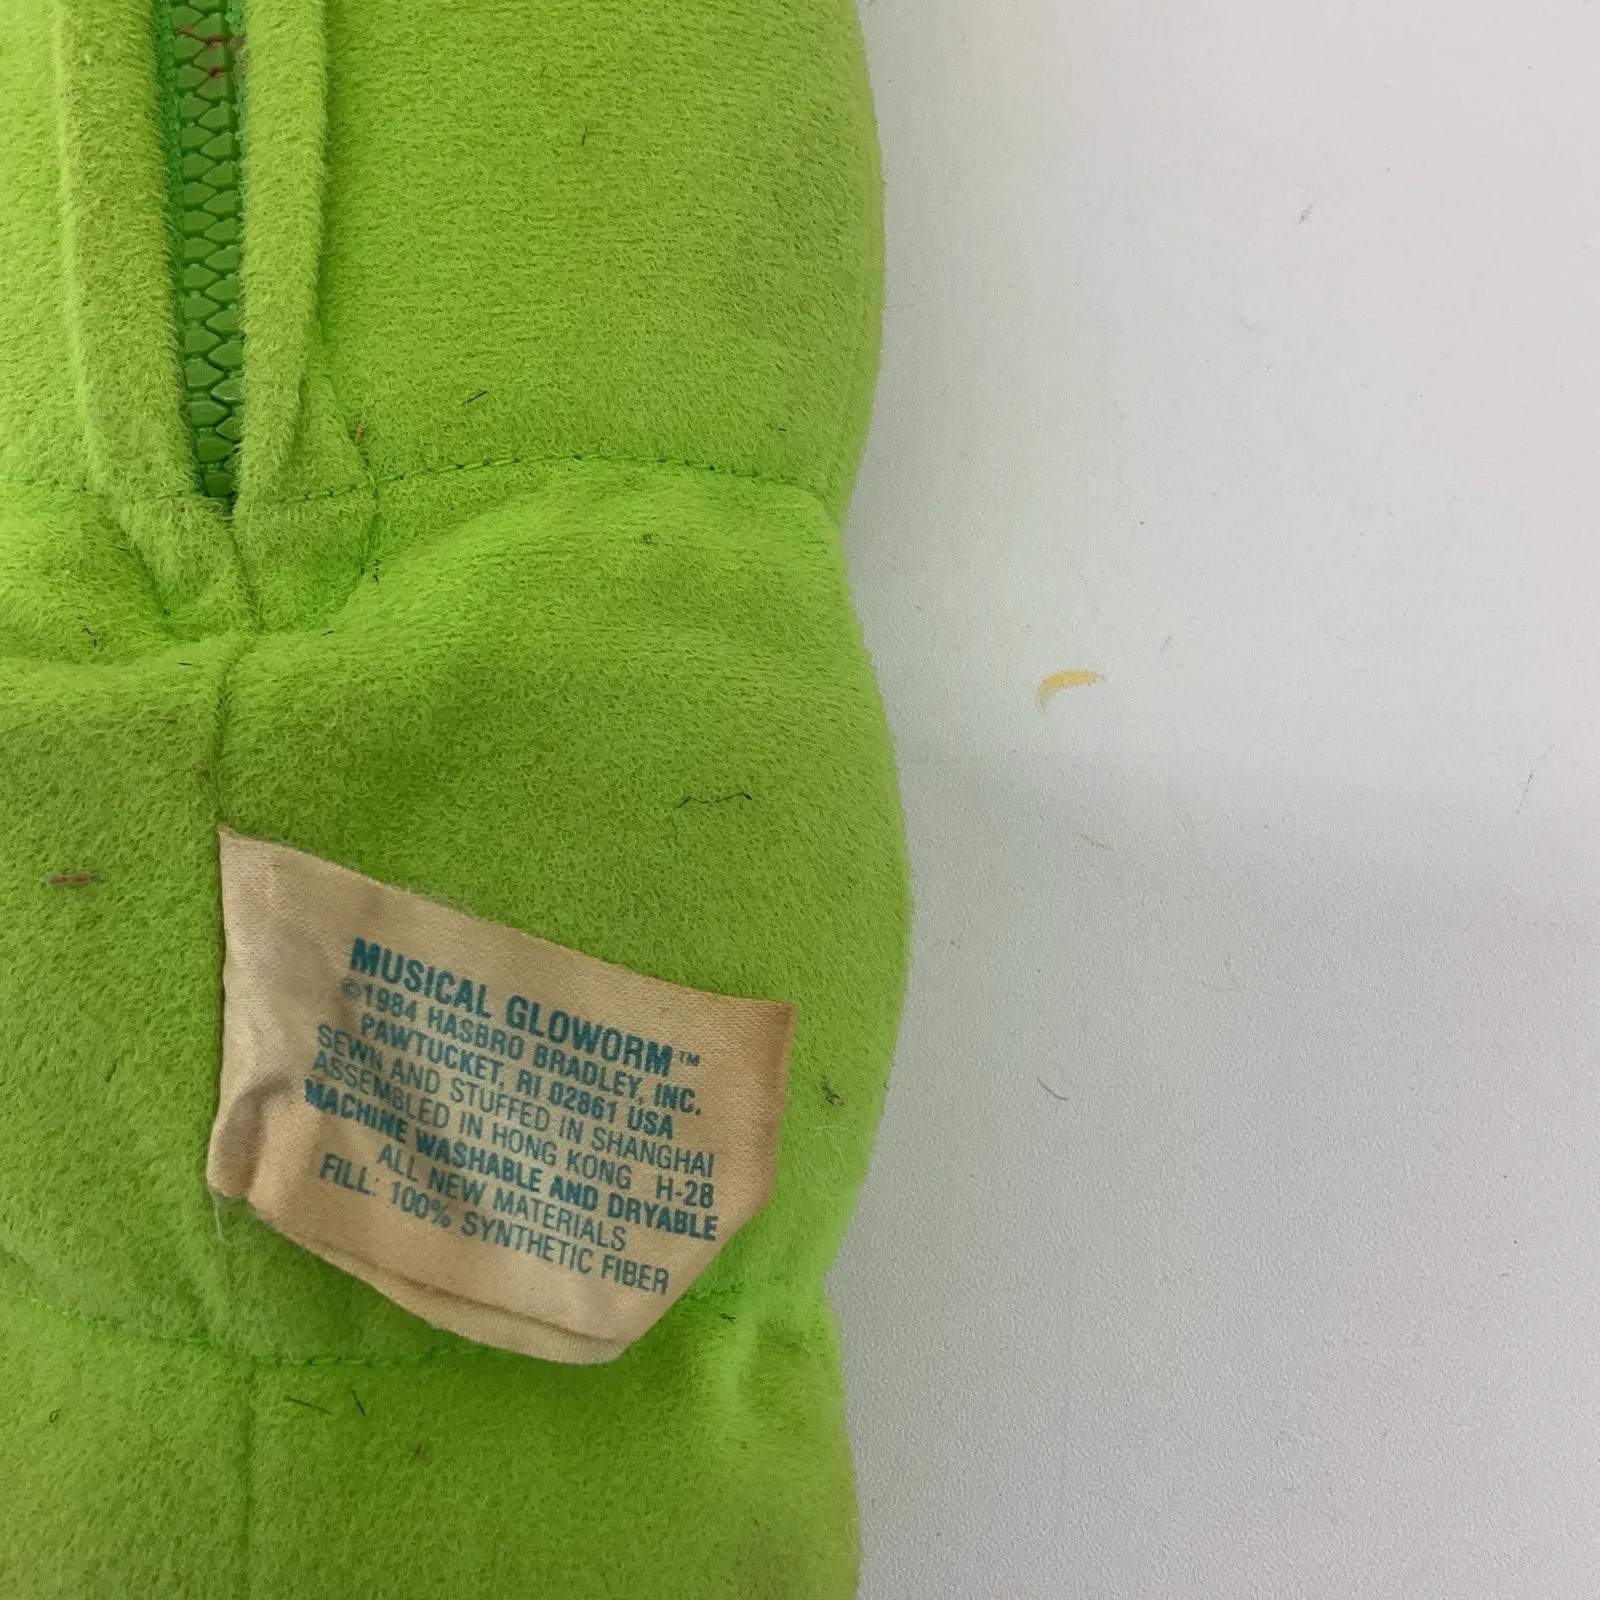 MUSICAL GLOWORM™
©1984 HASBRO BRADLEY, INC.
PAWTUCKET, RI 02861 USA
SEWN AND STUFFED IN SHANGHAI
ASSEMBLED IN HONG KONG H-28
MACHINE WASHABLE AND DRYABLE
ALL NEW MATERIALS
FILL: 100% SYNTHETIC FIBER